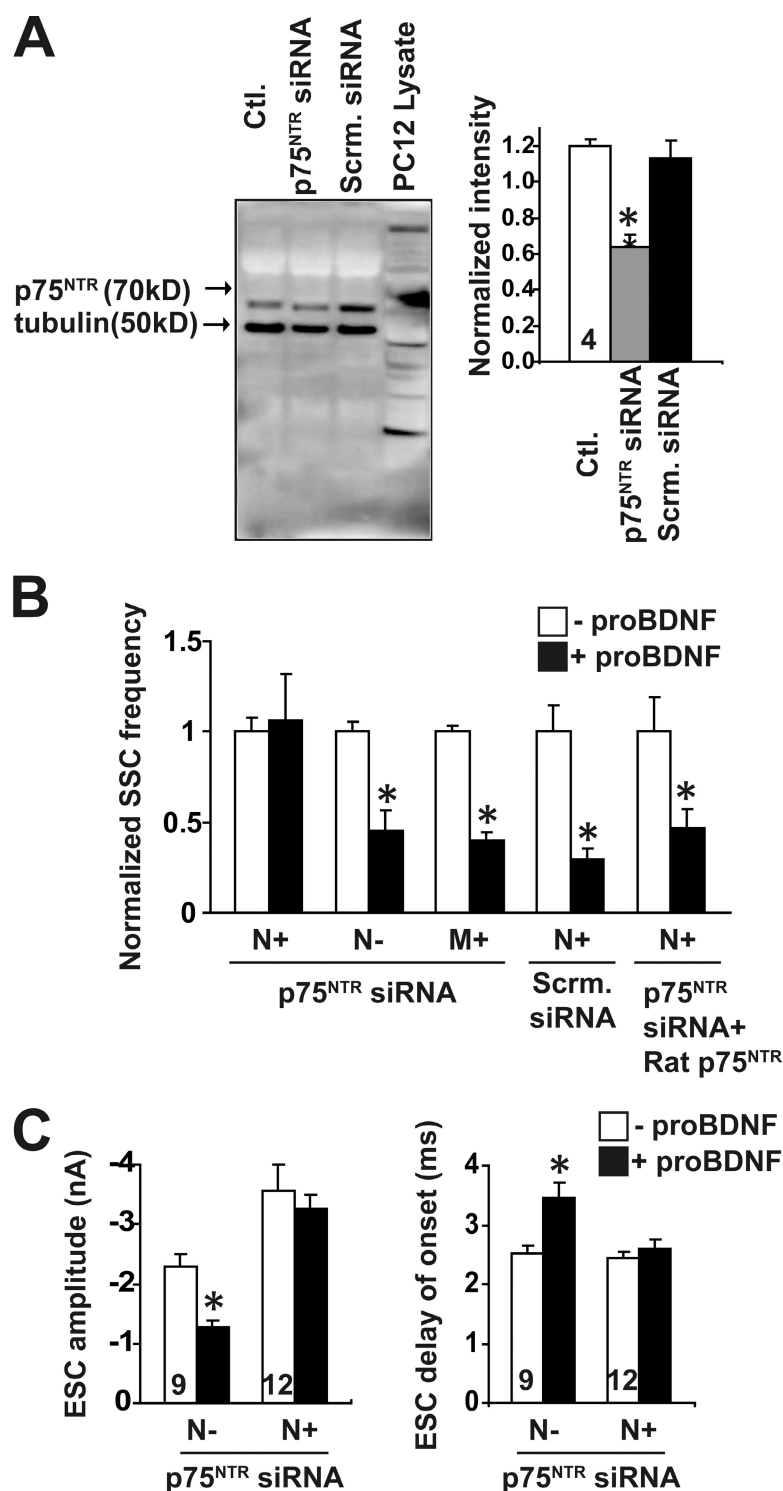 A
Ctl.
p75NTR siRNA
Scrm. siRNA
PC12 Lysate
p75NTR (70kD)
tubulin(50kD)
Normalized intensity
1.2
1.0
0.8
0.6
0.4
0.2
0.0
*
*
4
Ctl.
p75NTR siRNA
Scrm. siRNA
B
- proBDNF
+ proBDNF
Normalized SSC frequency
1.5
1
0.5
0
*
*
*
*
N+
N-
M+
N+
N+
p75NTR siRNA
Scrm.
siRNA
p75NTR
siRNA+
Rat p75NTR
C
- proBDNF
+ proBDNF
ESC amplitude (nA)
-4
-3
-2
-1
0
*
9
12
N-
N+
p75NTR siRNA
ESC delay of onset (ms)
4
3
2
1
0
*
9
12
N-
N+
p75NTR siRNA